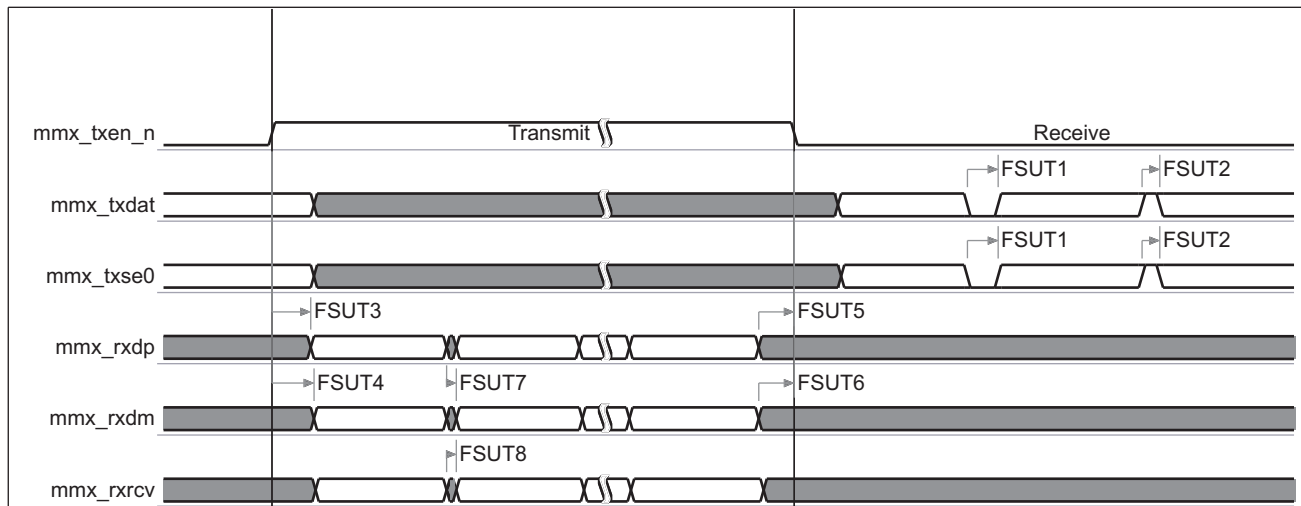 mmx_txen_n Transmit Receive
FSUT1 FSUT2
mmx_txdat
FSUT1 FSUT2
mmx_txse0
FSUT3 FSUT5
mmx_rxdp
FSUT4 FSUT7 FSUT6
mmx_rxdm
FSUT8
mmx_rxrcv